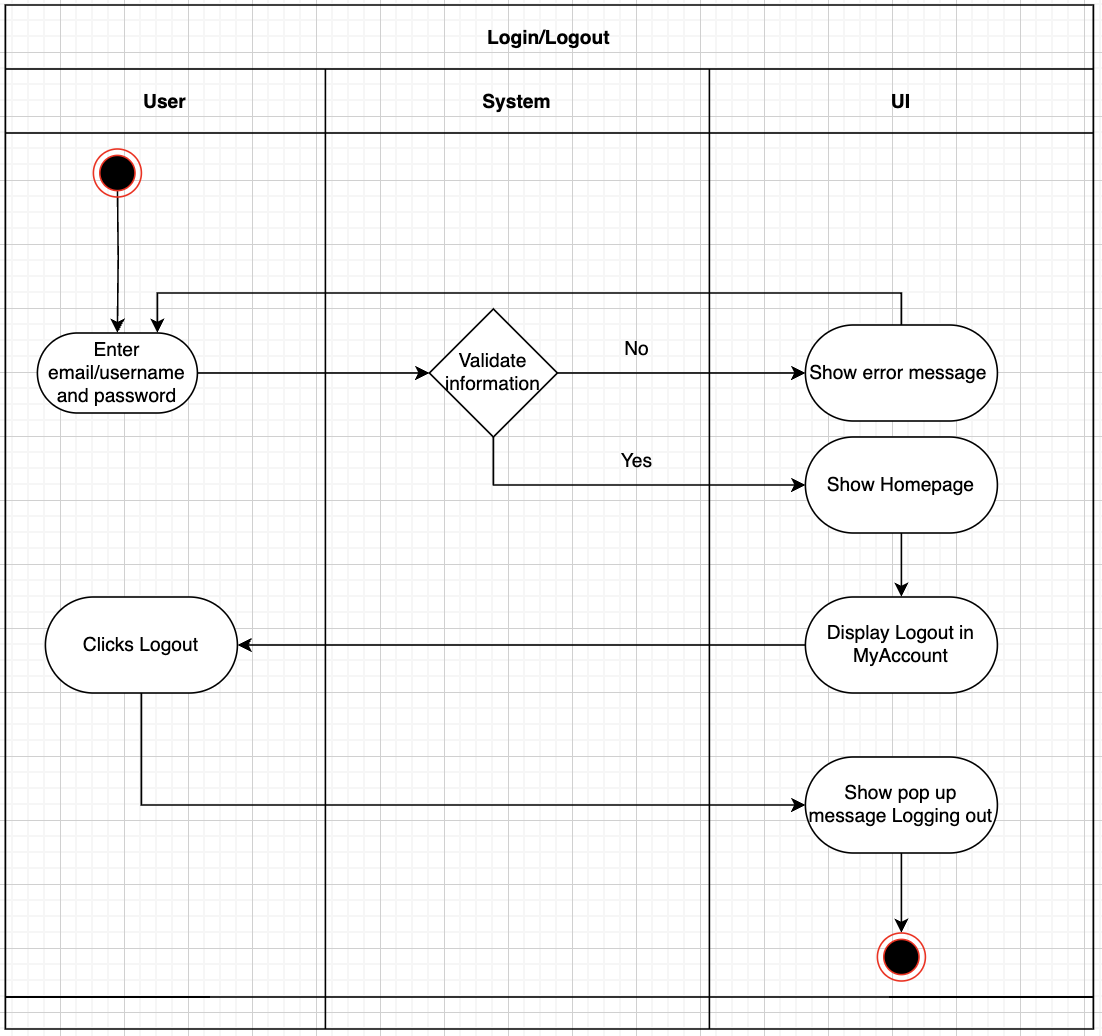 Login/Logout
User
System
UI
Enter
email/username
and password
Validate
information
No
Show error message
Yes
Show Homepage
Clicks Logout
Display Logout in
MyAccount
Show pop up
message Logging out